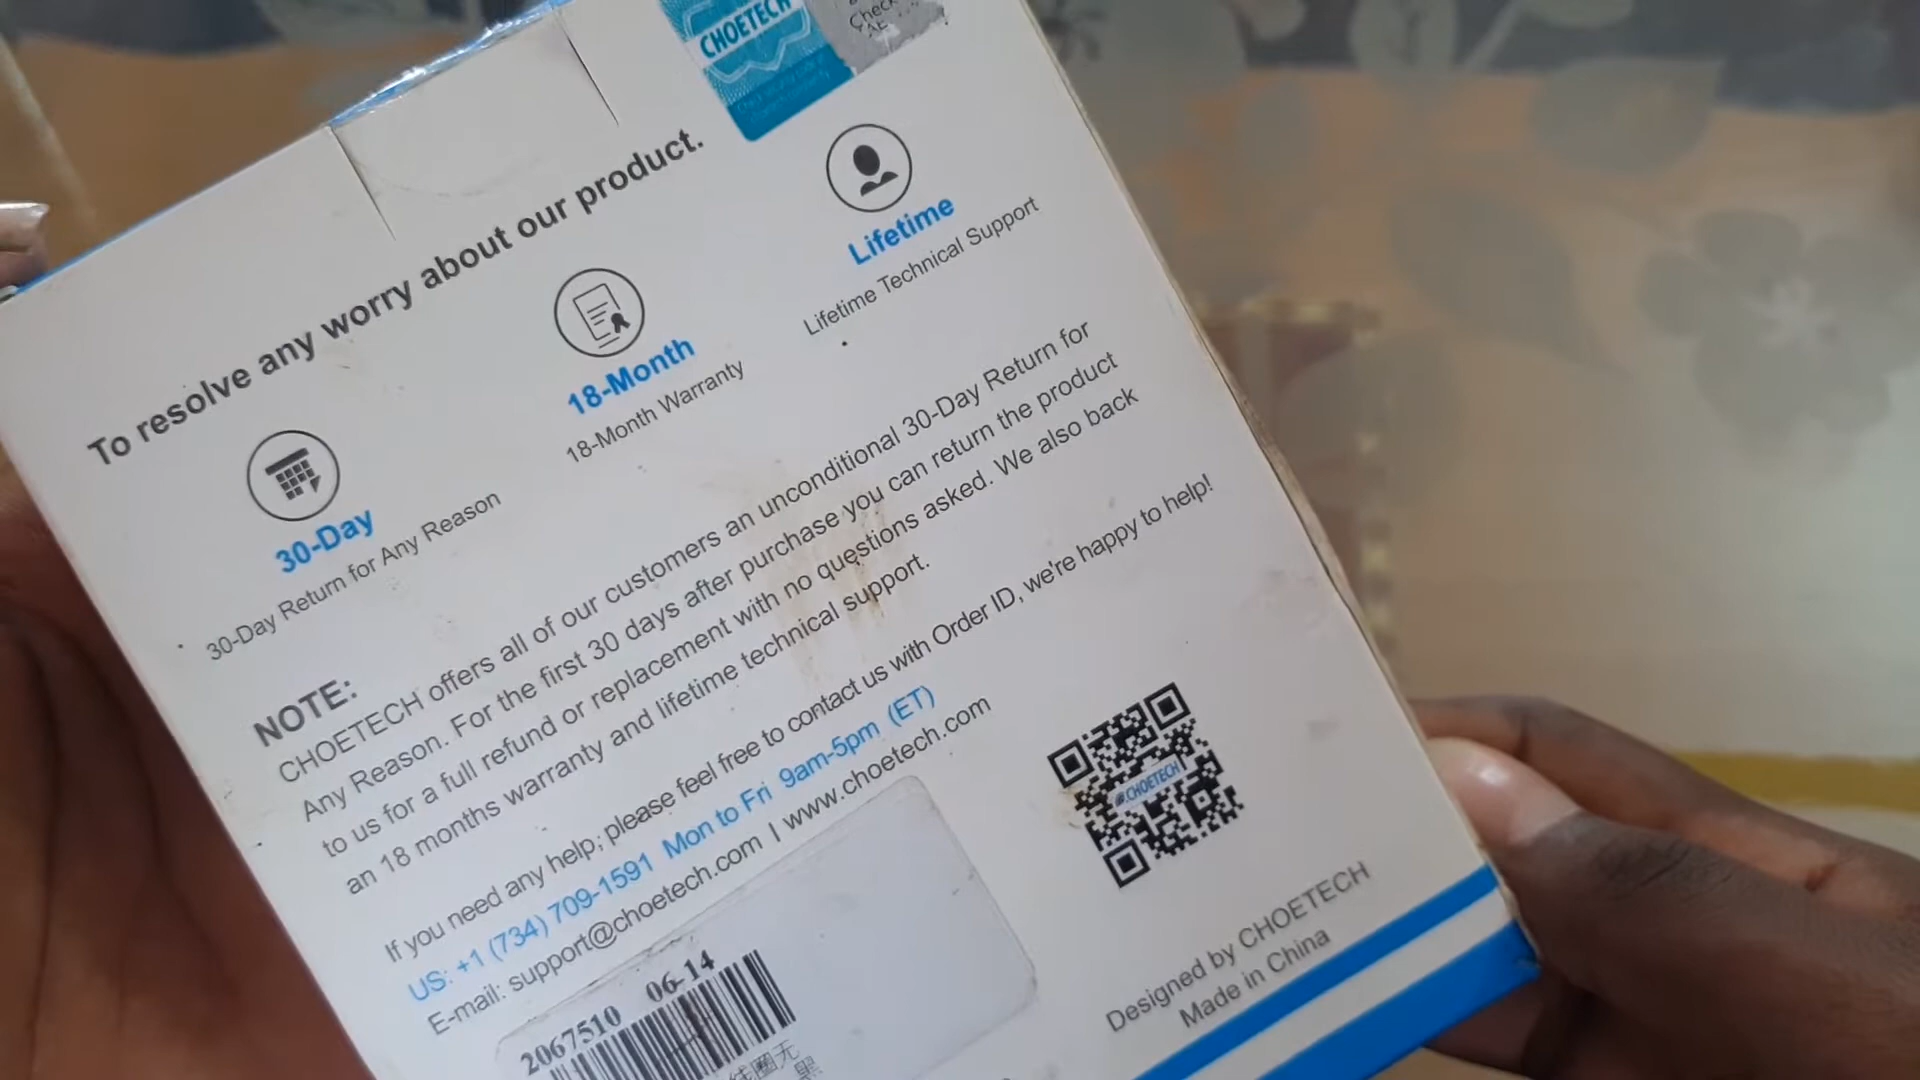 CHOETECH
Check
At
To resolve any worry about our product.
30-Day
30-Day Return for Any Reason
18-Month
18-Month Warranty
Lifetime
Lifetime Technical Support
NOTE:
CHOETECH offers all of our customers an unconditional 30-Day Return for
Any Reason. For the first 30 days after purchase you can return the product
to us for a full refund or replacement with no questions asked. We also back
an 18 months warranty and lifetime technical support.
If you need any help; please feel free to contact us with Order ID, we're happy to help!
US: +1 (734) 709-1591 Mon to Fri 9am-5pm (ET)
E-mail: support@choetech.com | www.choetech.com
CHOETECH
2067510 06-14
线圈无
黑
Designed by CHOETECH
Made in China